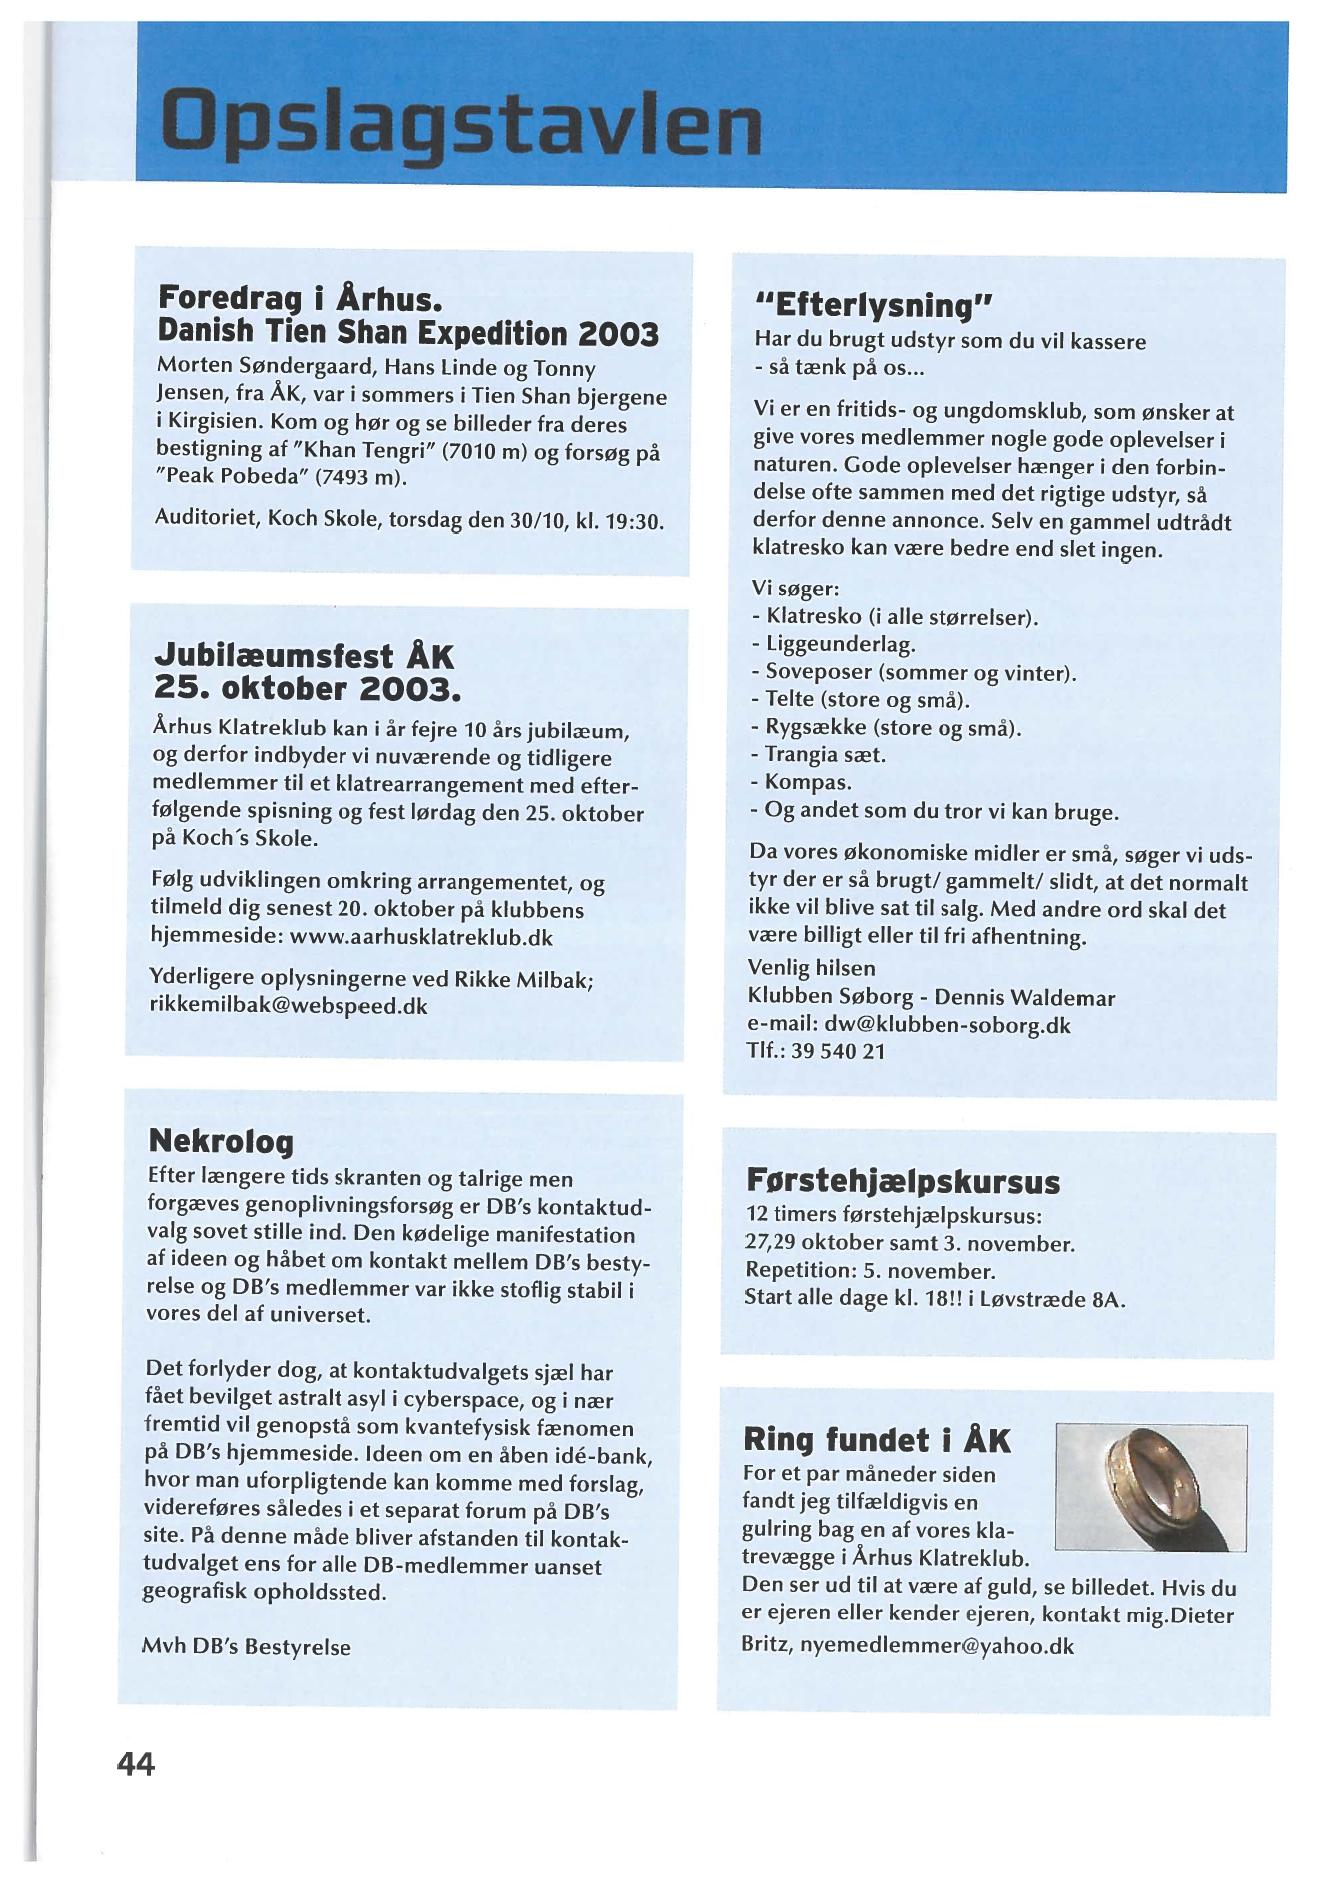 Opslagstavlen
Foredrag i Århus.
Danish Tien Shan Expedition 2003
Morten Søndergaard, Hans Linde og Tonny
Jensen, fra ÅK, var i sommers i Tien Shan bjergene
i Kirgisien. Kom og hør og se billeder fra deres
bestigning af "Khan Tengri" (7010 m) og forsøg på
"Peak Pobeda" (7493 m).
Auditoriet, Koch Skole, torsdag den 30/10, kl. 19:30.
Jubilæumsfest ÅK
25. oktober 2003.
Århus Klatreklub kan i år fejre 10 års jubilæum,
og derfor indbyder vi nuværende og tidligere
medlemmer til et klatrearrangement med efter-
følgende spisning og fest lørdag den 25. oktober
på Koch´s Skole.
Følg udviklingen omkring arrangementet, og
tilmeld dig senest 20. oktober på klubbens
hjemmeside: www.aarhusklatreklub.dk
Yderligere oplysningerne ved Rikke Milbak;
rikkemilbak@webspeed.dk
Nekrolog
Efter længere tids skranten og talrige men
forgæves genoplivningsforsøg er DB's kontaktud-
valg sovet stille ind. Den kødelige manifestation
af ideen og håbet om kontakt mellem DB's besty-
relse og DB's medlemmer var ikke stoflig stabil i
vores del af universet.
Det forlyder dog, at kontaktudvalgets sjæl har
fået bevilget astralt asyl i cyberspace, og i nær
fremtid vil genopstå som kvantefysisk fænomen
på DB's hjemmeside. Ideen om en åben idé-bank,
hvor man uforpligtende kan komme med forslag,
videreføres således i et separat forum på DB's
site. På denne måde bliver afstanden til kontak-
tudvalget ens for alle DB-medlemmer uanset
geografisk opholdssted.
Mvh DB's Bestyrelse
"Efterlysning"
Har du brugt udstyr som du vil kassere
- så tænk på os...
Vi er en fritids- og ungdomsklub, som ønsker at
give vores medlemmer nogle gode oplevelser i
naturen. Gode oplevelser hænger i den forbin-
delse ofte sammen med det rigtige udstyr, så
derfor denne annonce. Selv en gammel udtrådt
klatresko kan være bedre end slet ingen.
Vi søger:
- Klatresko (i alle størrelser).
- Liggeunderlag.
- Soveposer (sommer og vinter).
- Telte (store og små).
- Rygsække (store og små).
- Trangia sæt.
- Kompas.
- Og andet som du tror vi kan bruge.
Da vores økonomiske midler er små, søger vi uds-
tyr der er så brugt/ gammelt/ slidt, at det normalt
ikke vil blive sat til salg. Med andre ord skal det
være billigt eller til fri afhentning.
Venlig hilsen
Klubben Søborg - Dennis Waldemar
e-mail: dw@klubben-soborg.dk
Tlf.: 39 540 21
Førstehjælpskursus
12 timers førstehjælpskursus:
27,29 oktober samt 3. november.
Repetition: 5. november.
Start alle dage kl. 18!! i Løvstræde 8A.
Ring fundet i ÅK
For et par måneder siden
fandt jeg tilfældigvis en
gulring bag en af vores kla-
trevægge i Århus Klatreklub.
Den ser ud til at være af guld, se billedet. Hvis du
er ejeren eller kender ejeren, kontakt mig.Dieter
Britz, nyemedlemmer@yahoo.dk
44